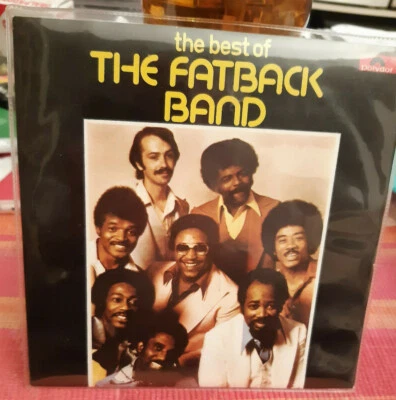 the best of
THE FATBACK
BAND
polydor